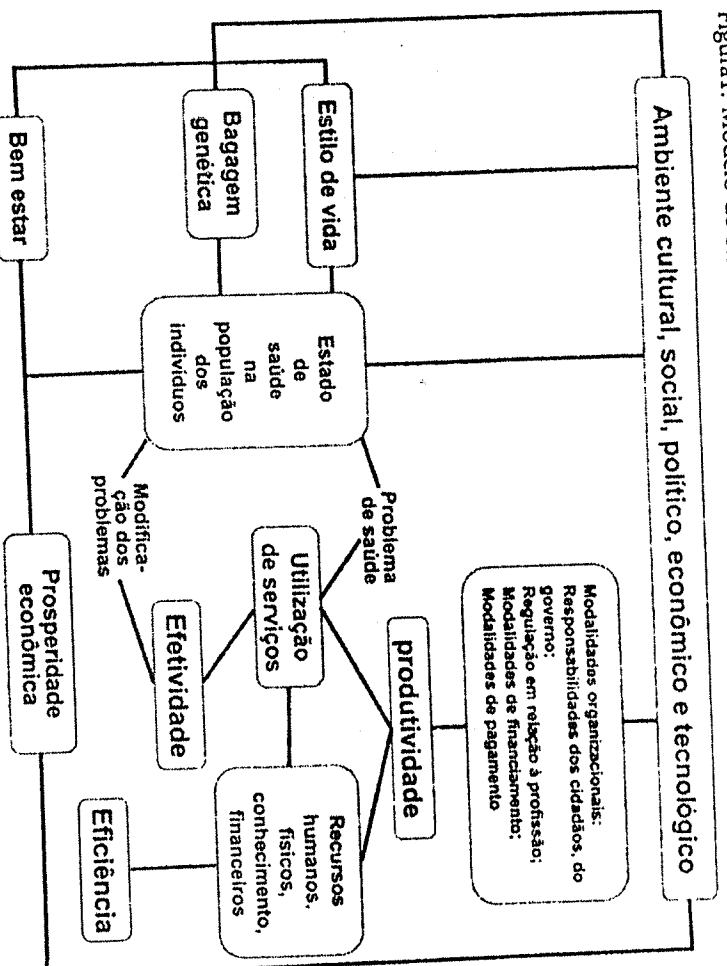 Figura1. Modelo
Ambiente cultural, social, político, econômico e tecnológico
Estilo de vida
Bagagem
genética
Bem estar
Estado
de
saúde
na
população
dos
indivíduos
Problema
de saúde
Modifica-
ção dos
problemas
Modalidades organizacionais:
Responsabilidades dos cidadãos, do
governo;
Regulação em relação à profissão;
Modalidades de financiamento;
Modalidades de pagamento
produtividade
Utilização
de serviços
Efetividade
Recursos
humanos,
físicos,
conhecimento,
financeiros
Eficiência
Prosperidade
econômica